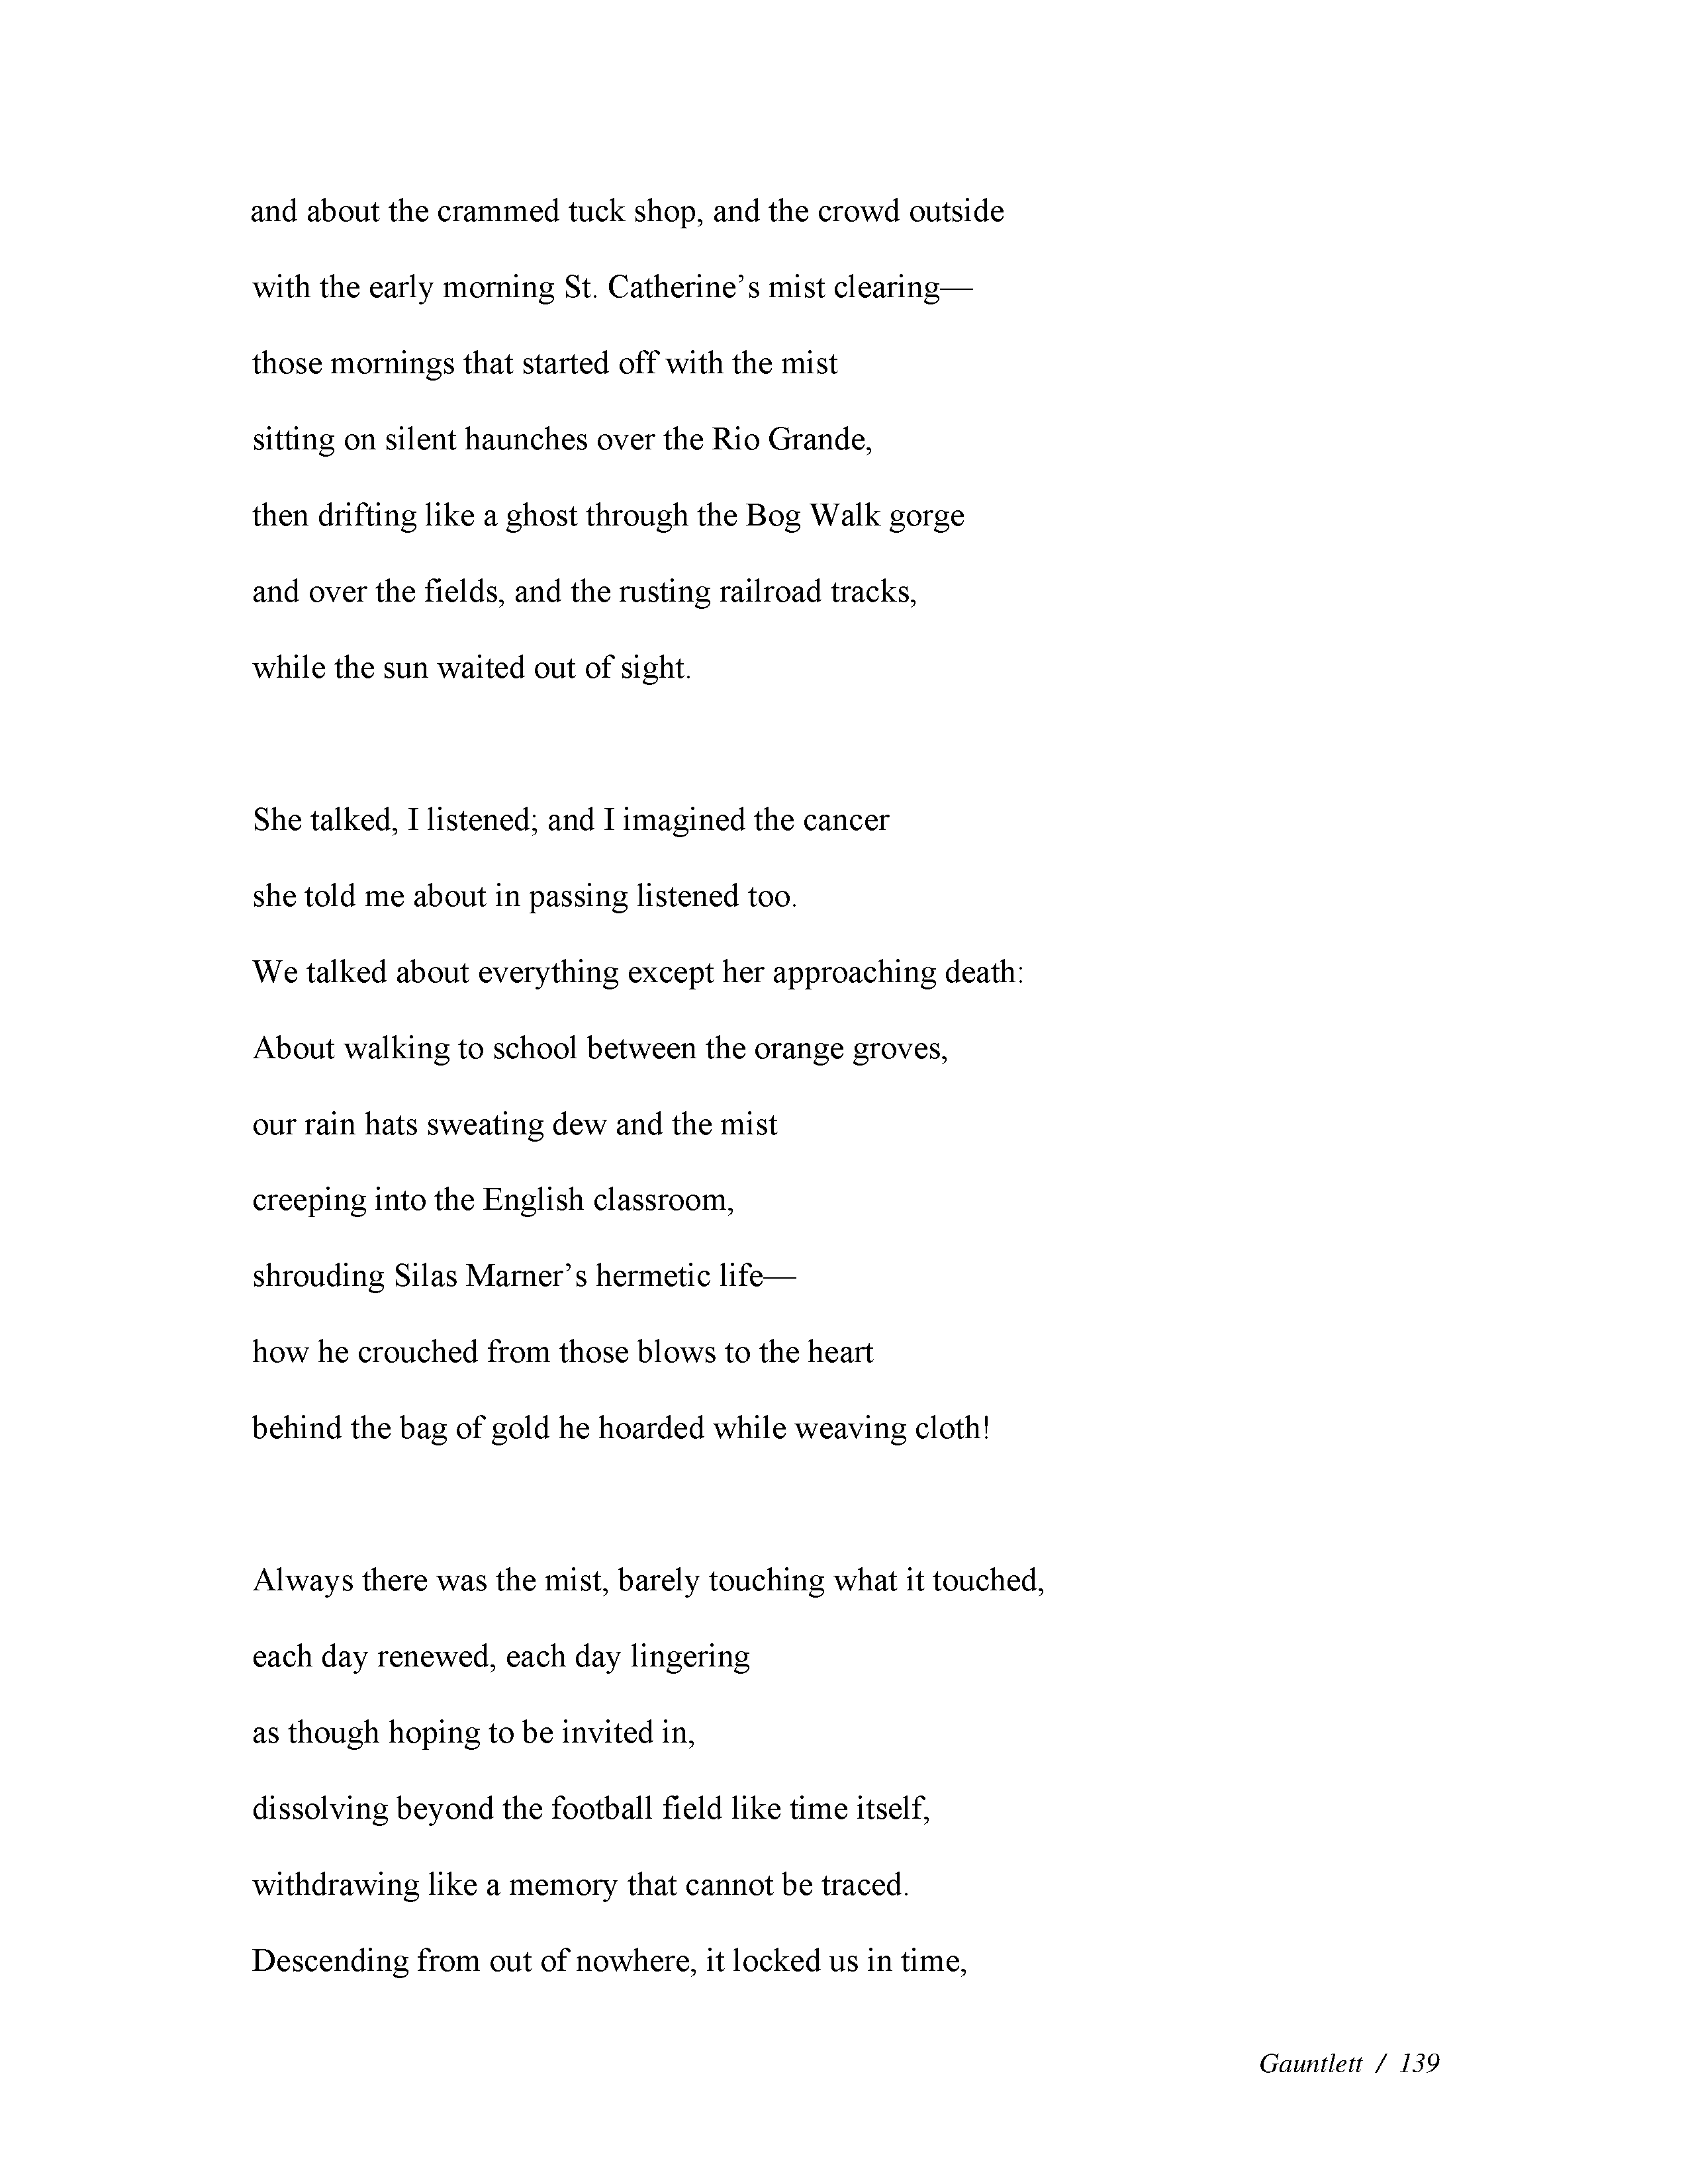 and about the crammed tuck shop, and the crowd outside
with the early morning St. Catherine’s mist clearing—
those mornings that started off with the mist
sitting on silent haunches over the Rio Grande,
then drifting like a ghost through the Bog Walk gorge
and over the fields, and the rusting railroad tracks,
while the sun waited out of sight.
She talked, I listened; and I imagined the cancer
she told me about in passing listened too.
We talked about everything except her approaching death:
About walking to school between the orange groves,
our rain hats sweating dew and the mist
creeping into the English classroom,
shrouding Silas Marner’s hermetic life—
how he crouched from those blows to the heart
behind the bag of gold he hoarded while weaving cloth!
Always there was the mist, barely touching what it touched,
each day renewed, each day lingering
as though hoping to be invited in,
dissolving beyond the football field like time itself,
withdrawing like a memory that cannot be traced.
Descending from out of nowhere, it locked us in time,
Gauntlett / 139